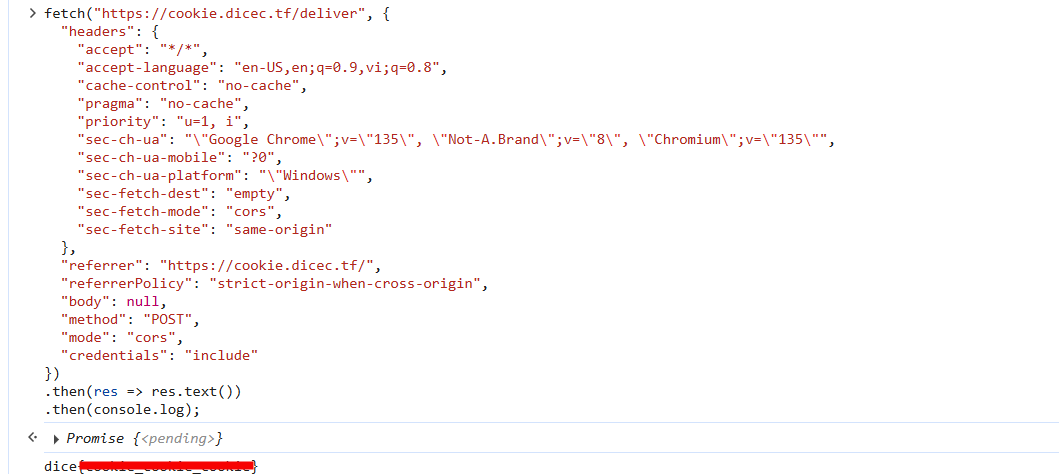 fetch("https://cookie.dicec.tf/deliver", {
"headers": {
"accept": "*/*",
"accept-language": "en-US,en;q=0.9,vi;q=0.8",
"cache-control": "no-cache",
"pragma": "no-cache",
"priority": "u=1, i",
"sec-ch-ua": "\"Google Chrome\";v=\"135\", \"Not-A.Brand\";v=\"8\", \"Chromium\";v=\"135\"",
"sec-ch-ua-mobile": "?0",
"sec-ch-ua-platform": "\"Windows\"",
"sec-fetch-dest": "empty",
"sec-fetch-mode": "cors",
"sec-fetch-site": "same-origin"
},
"referrer": "https://cookie.dicec.tf/",
"referrerPolicy": "strict-origin-when-cross-origin",
"body": null,
"method": "POST",
"mode": "cors",
"credentials": "include"
})
.then(res => res.text())
.then(console.log);
Promise {<pending>}
dice{}